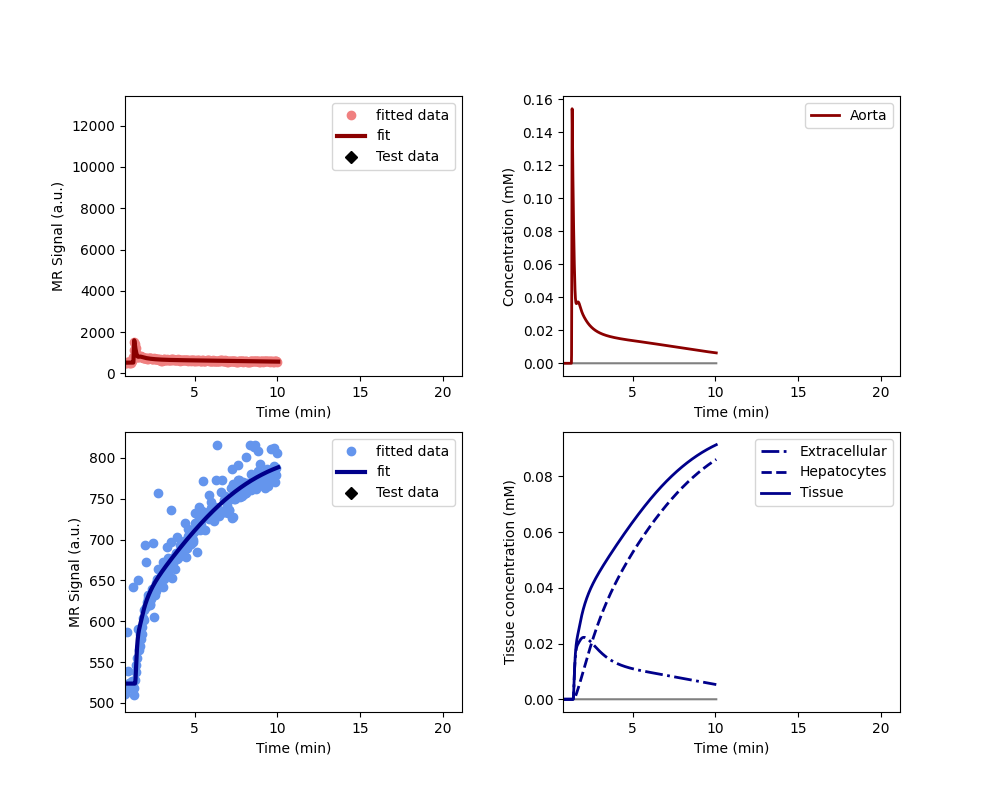 12000
10000
8000
6000
4000
2000
0
MR Signal (a.u.)
5
10
15
20
Time (min)
fitted data
fit
Test data
0.16
0.14
0.12
0.10
0.08
0.06
0.04
0.02
0.00
Concentration (mM)
5
10
15
20
Time (min)
Aorta
800
750
700
650
600
550
500
MR Signal (a.u.)
5
10
15
20
Time (min)
fitted data
fit
Test data
0.08
0.06
0.04
0.02
0.00
Tissue concentration (mM)
5
10
15
20
Time (min)
Extracellular
Hepatocytes
Tissue